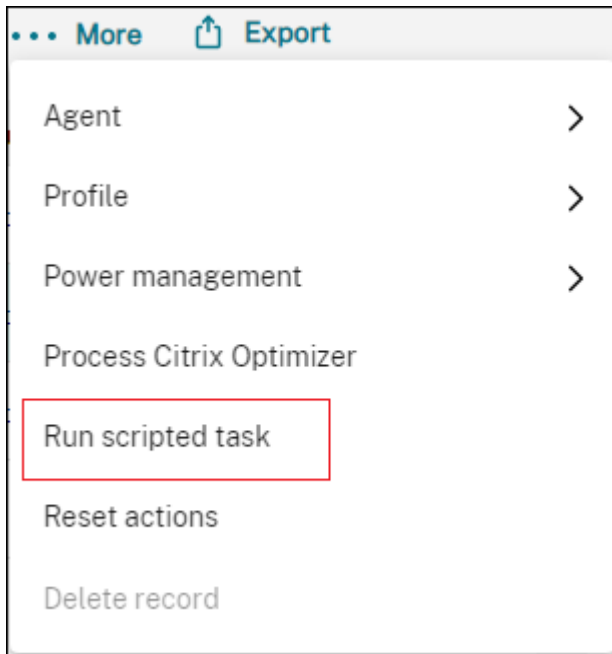 ••• More Export
Agent
Profile
Power management
Process Citrix Optimizer
Run scripted task
Reset actions
Delete record